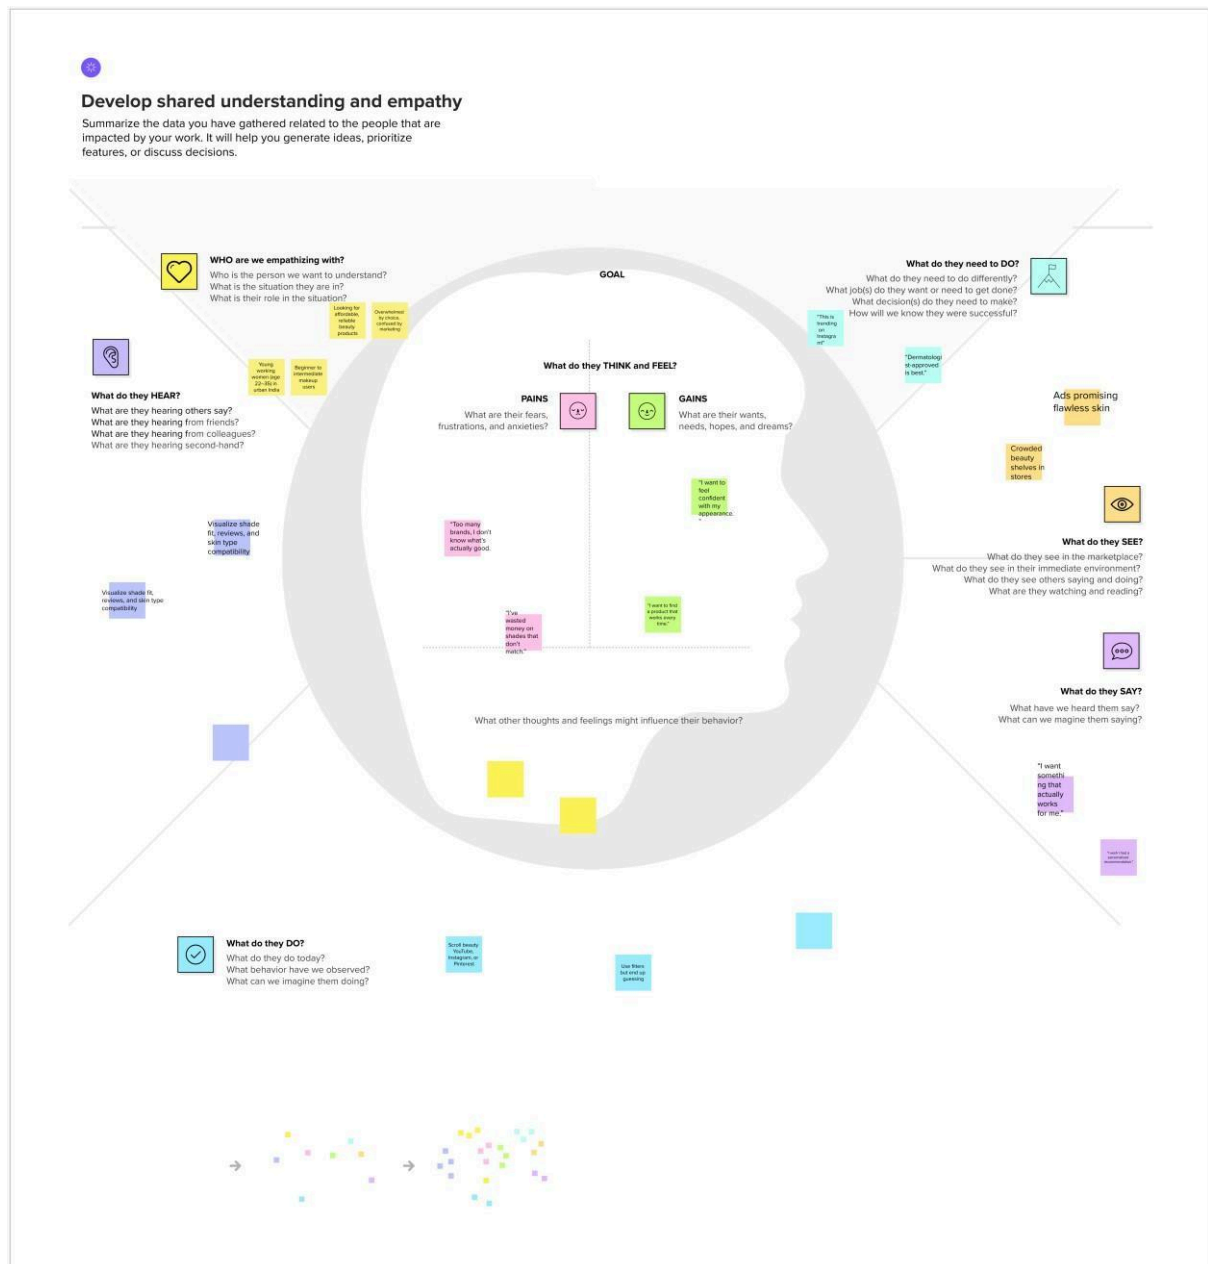 Develop shared understanding and empathy
Summarize the data you have gathered related to the people that are
impacted by your work. It will help you generate ideas, prioritize
features, or discuss decisions.
WHO are we empathizing with?
Who is the person we want to understand?
What is the situation they are in?
What is their role in the situation?
Looking for
affordable,
reliable
beauty
products
Overwhelmed
by choice,
confused by
marketing
Young
working
women (age
22–35) in
urban India
Beginner to
intermediate
makeup
users
GOAL
What do they need to DO?
What do they need to do differently?
What job(s) do they want or need to get done?
What decision(s) do they need to make?
How will we know they were successful?
"This is
trending
on
Instagra
m!"
"Dermatologi
st-approved
is best."
What do they HEAR?
What are they hearing others say?
What are they hearing from friends?
What are they hearing from colleagues?
What are they hearing second-hand?
Visualize shade
fit, reviews, and
skin type
compatibility
Visualize shade fit,
reviews, and skin type
compatibility
What do they THINK and FEEL?
PAINS
What are their fears,
frustrations, and anxieties?
GAINS
What are their wants,
needs, hopes, and dreams?
"Too many
brands, I don't
know what's
actually good.
"I've
wasted
money on
shades that
don't
match"
"I want to
feel
confident
with my
appearance.
"
"I want to find
a product that
works every
time."
What other thoughts and feelings might influence their behavior?
Ads promising
flawless skin
Crowded
beauty
shelves in
stores
What do they SEE?
What do they see in the marketplace?
What do they see in their immediate environment?
What do they see others saying and doing?
What are they watching and reading?
What do they SAY?
What have we heard them say?
What can we magine them saying?
"I want
somethi
ng that
actually
works
for me."
What do they DO?
What do they do today?
What behavior have we observed?
What can we imagine them doing?
Scroll beauty
YouTube,
Instagram, or
Pinterest
Use filters
but end up
guessing